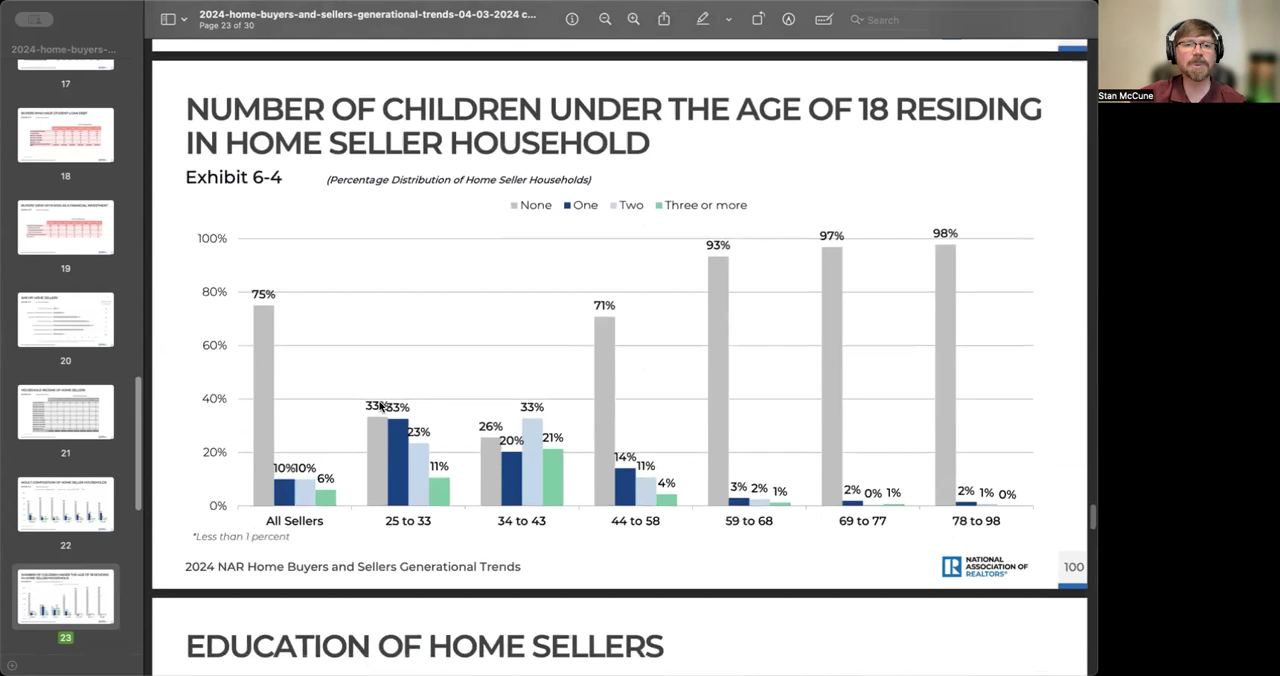 2024-home-buyers-and-sellers-generational-trends-04-03-2024 c...
Page 23 of 30
Search
2024-home-buyers-...
17
18
19
20
21
22
23
Stan McCune
NUMBER OF CHILDREN UNDER THE AGE OF 18 RESIDING
IN HOME SELLER HOUSEHOLD
Exhibit 6-4
(Percentage Distribution of Home Seller Households)
None One Two Three or more
100%
80%
60%
40%
20%
0%
75% 10% 10% 6%
33% 33% 23% 11%
26% 20% 33% 21%
71% 14% 11% 4%
93% 3% 2% 1%
97% 2% 0% 1%
98% 2% 1% 0%
All Sellers 25 to 33 34 to 43 44 to 58 59 to 68 69 to 77 78 to 98
*Less than 1 percent
2024 NAR Home Buyers and Sellers Generational Trends
NATIONAL
ASSOCIATION OF
REALTORS®
100
EDUCATION OF HOME SELLERS